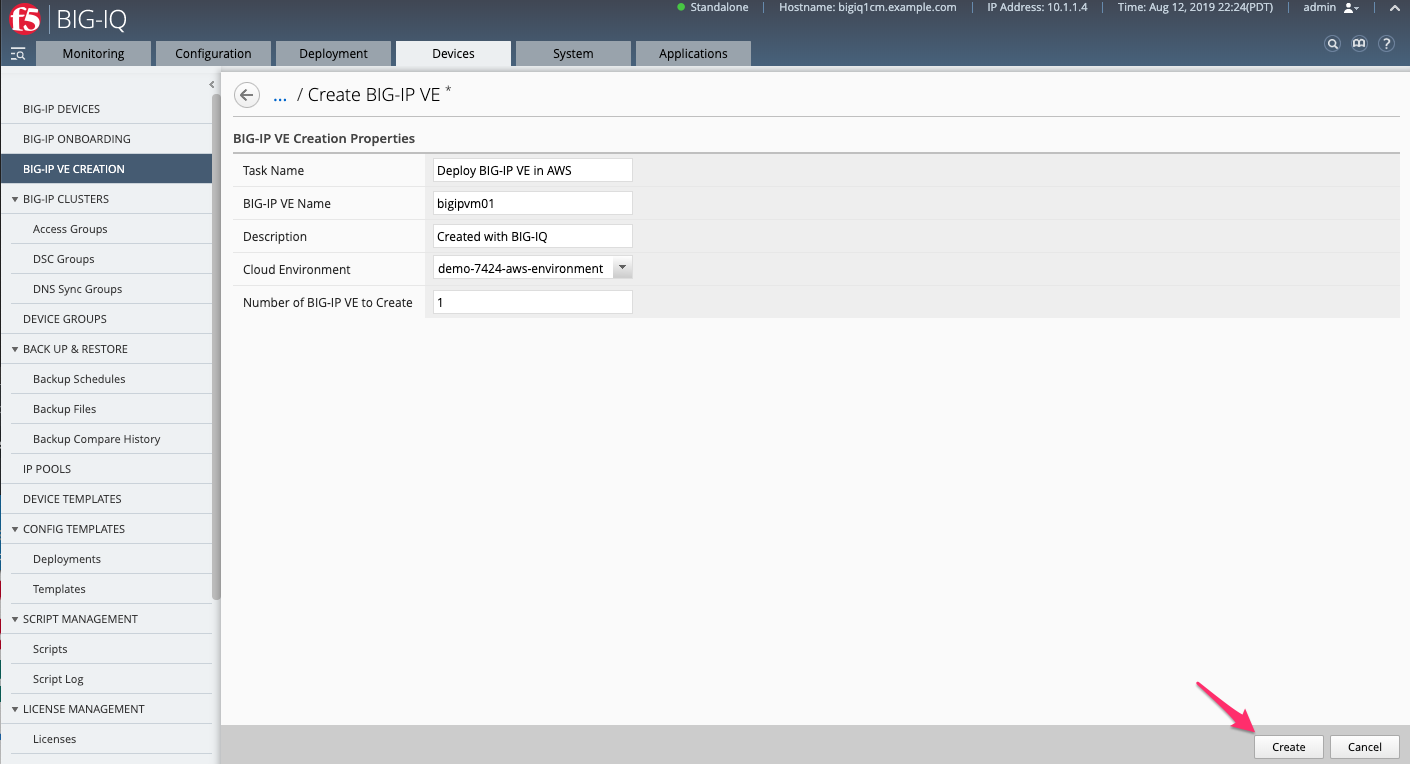 f5 BIG-IQ
Standalone Hostname: bigiq1cm.example.com IP Address: 10.1.1.4 Time: Aug 12, 2019 22:24(PDT) admin
Monitoring Configuration Deployment Devices System Applications
BIG-IP DEVICES
BIG-IP ONBOARDING
BIG-IP VE CREATION
BIG-IP CLUSTERS
Access Groups
DSC Groups
DNS Sync Groups
DEVICE GROUPS
BACK UP & RESTORE
Backup Schedules
Backup Files
Backup Compare History
IP POOLS
DEVICE TEMPLATES
CONFIG TEMPLATES
Deployments
Templates
SCRIPT MANAGEMENT
Scripts
Script Log
LICENSE MANAGEMENT
Licenses
... / Create BIG-IP VE *
BIG-IP VE Creation Properties
Task Name Deploy BIG-IP VE in AWS
BIG-IP VE Name bigipvm01
Description Created with BIG-IQ
Cloud Environment demo-7424-aws-environment
Number of BIG-IP VE to Create 1
Create Cancel